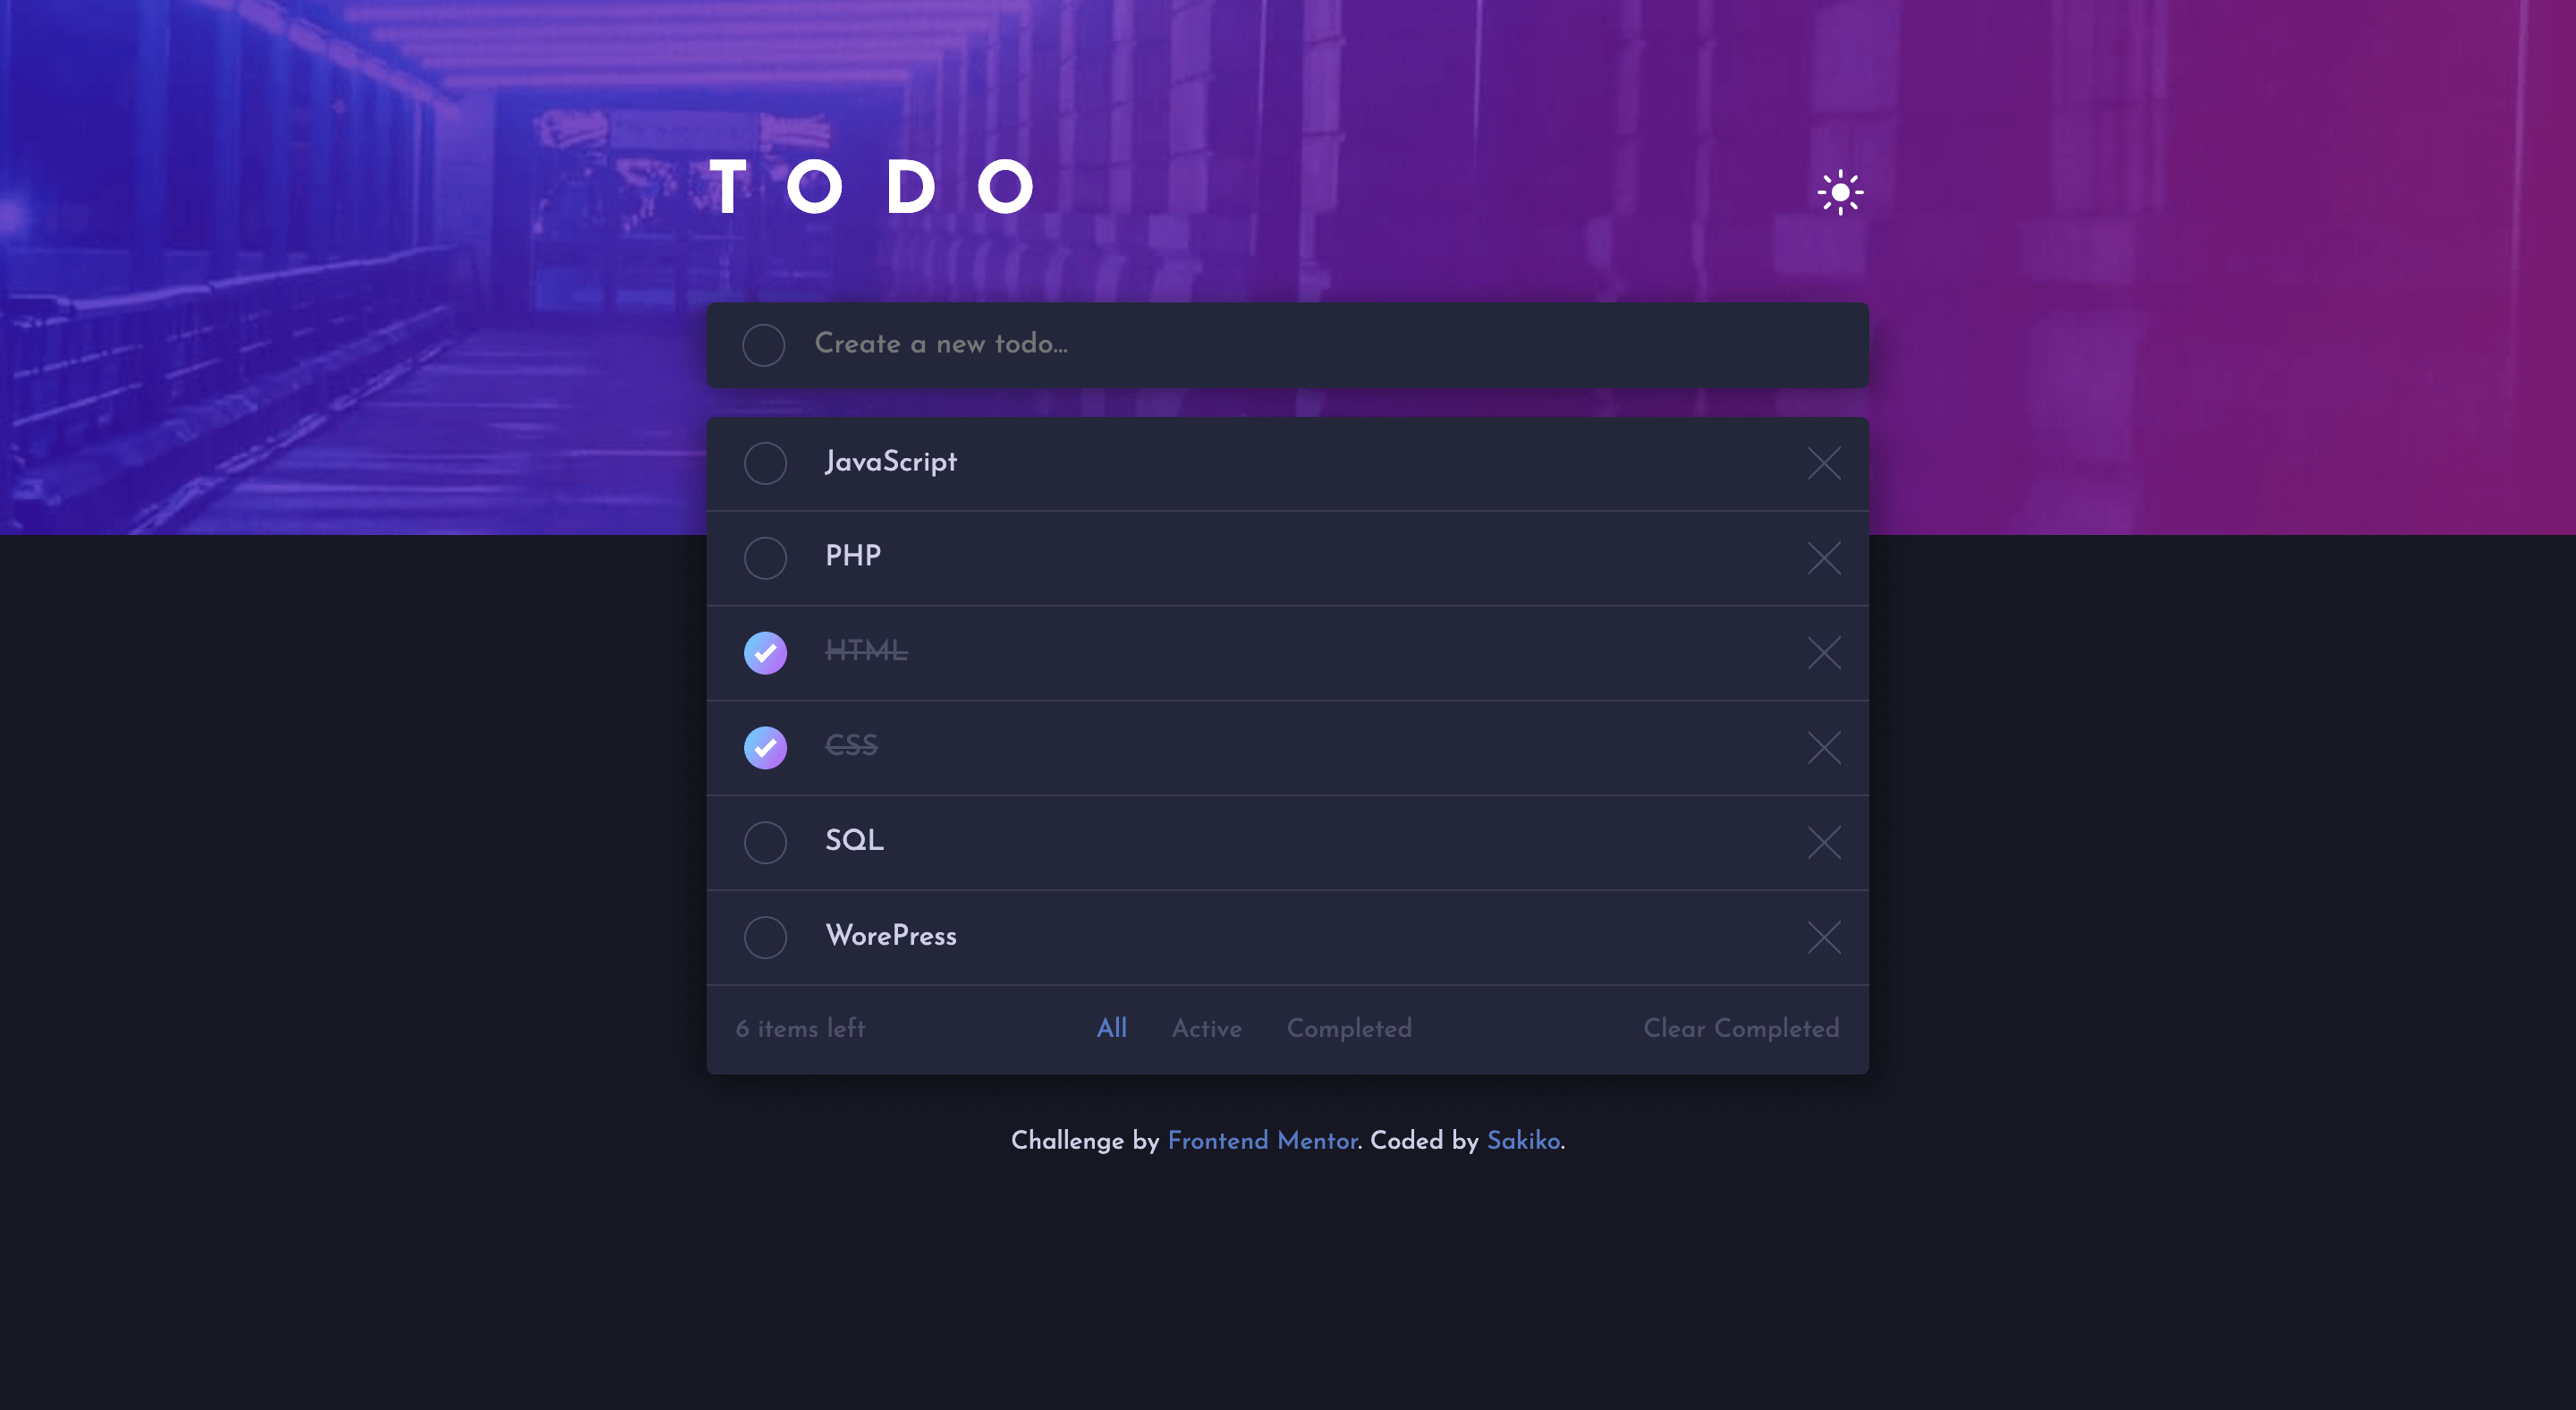 TODO
Create a new todo...
JavaScript
PHP
HTML
CSS
SQL
WorePress
6 items left All Active Completed Clear Completed
Challenge by Frontend Mentor. Coded by Sakiko.